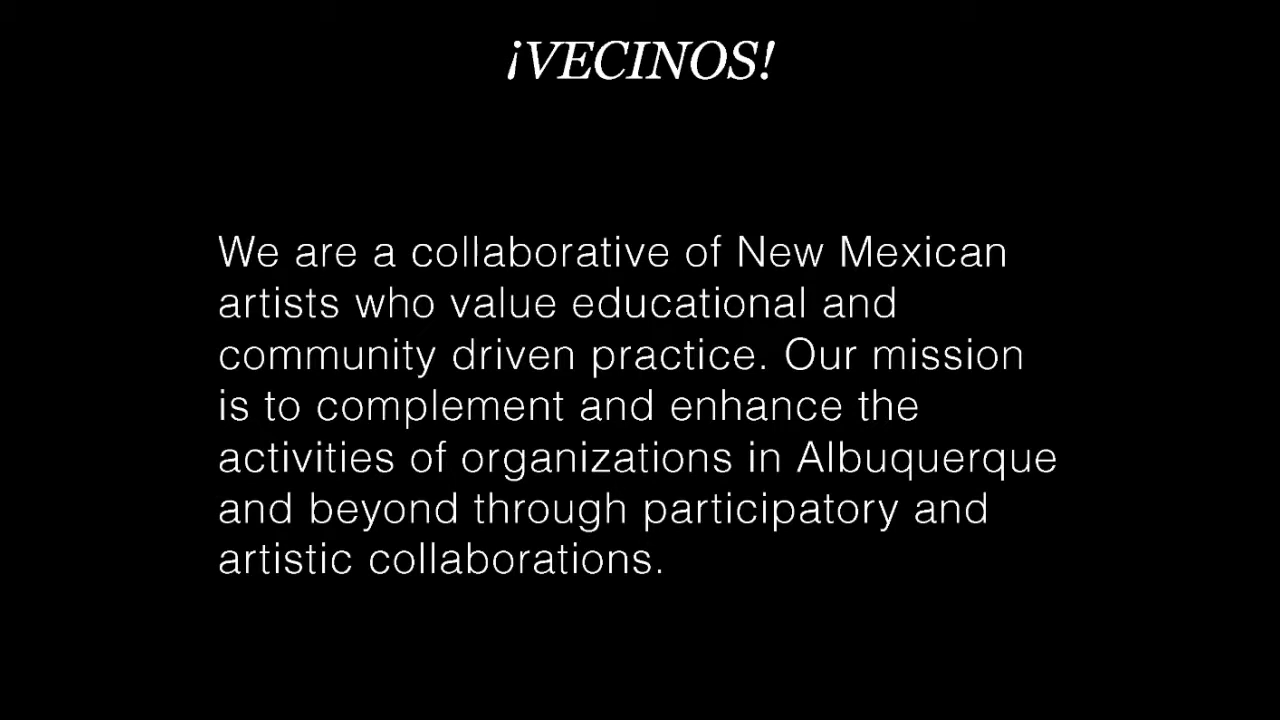 ¡VECINOS!
We are a collaborative of New Mexican
artists who value educational and
community driven practice. Our mission
is to complement and enhance the
activities of organizations in Albuquerque
and beyond through participatory and
artistic collaborations.